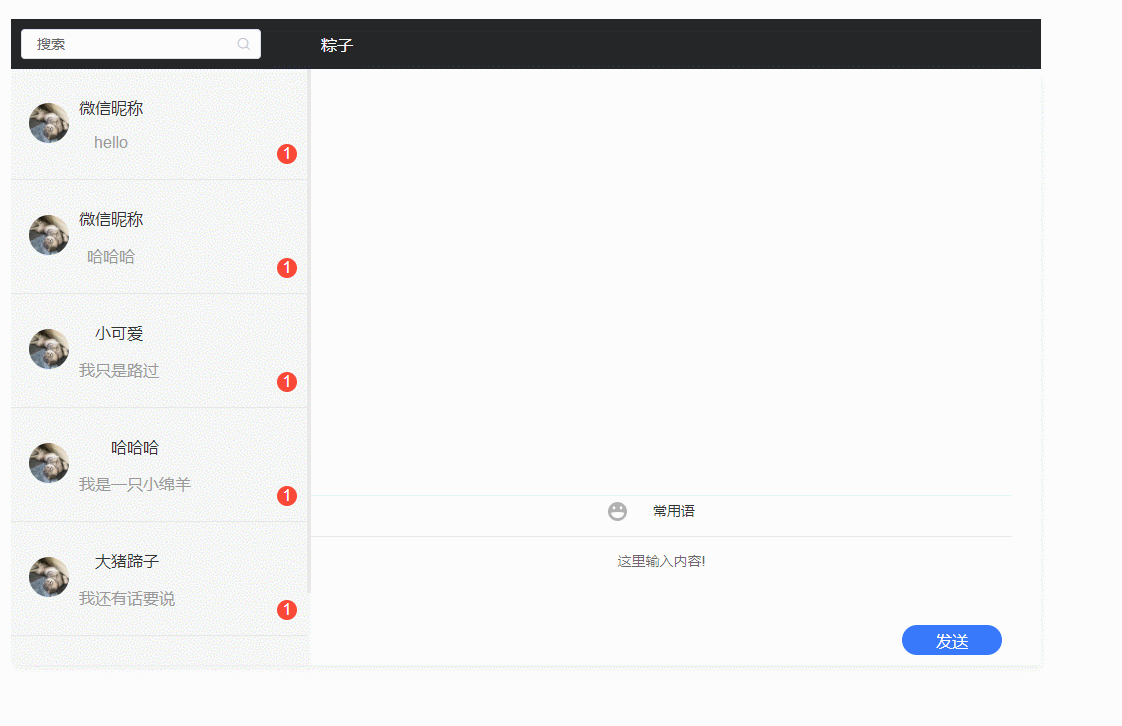 搜索
粽子
微信昵称
hello
1
微信昵称
哈哈哈
1
小可爱
我只是路过
1
哈哈哈
我是一只小绵羊
1
大猪蹄子
我还有话要说
1
常用语
这里输入内容!
发送